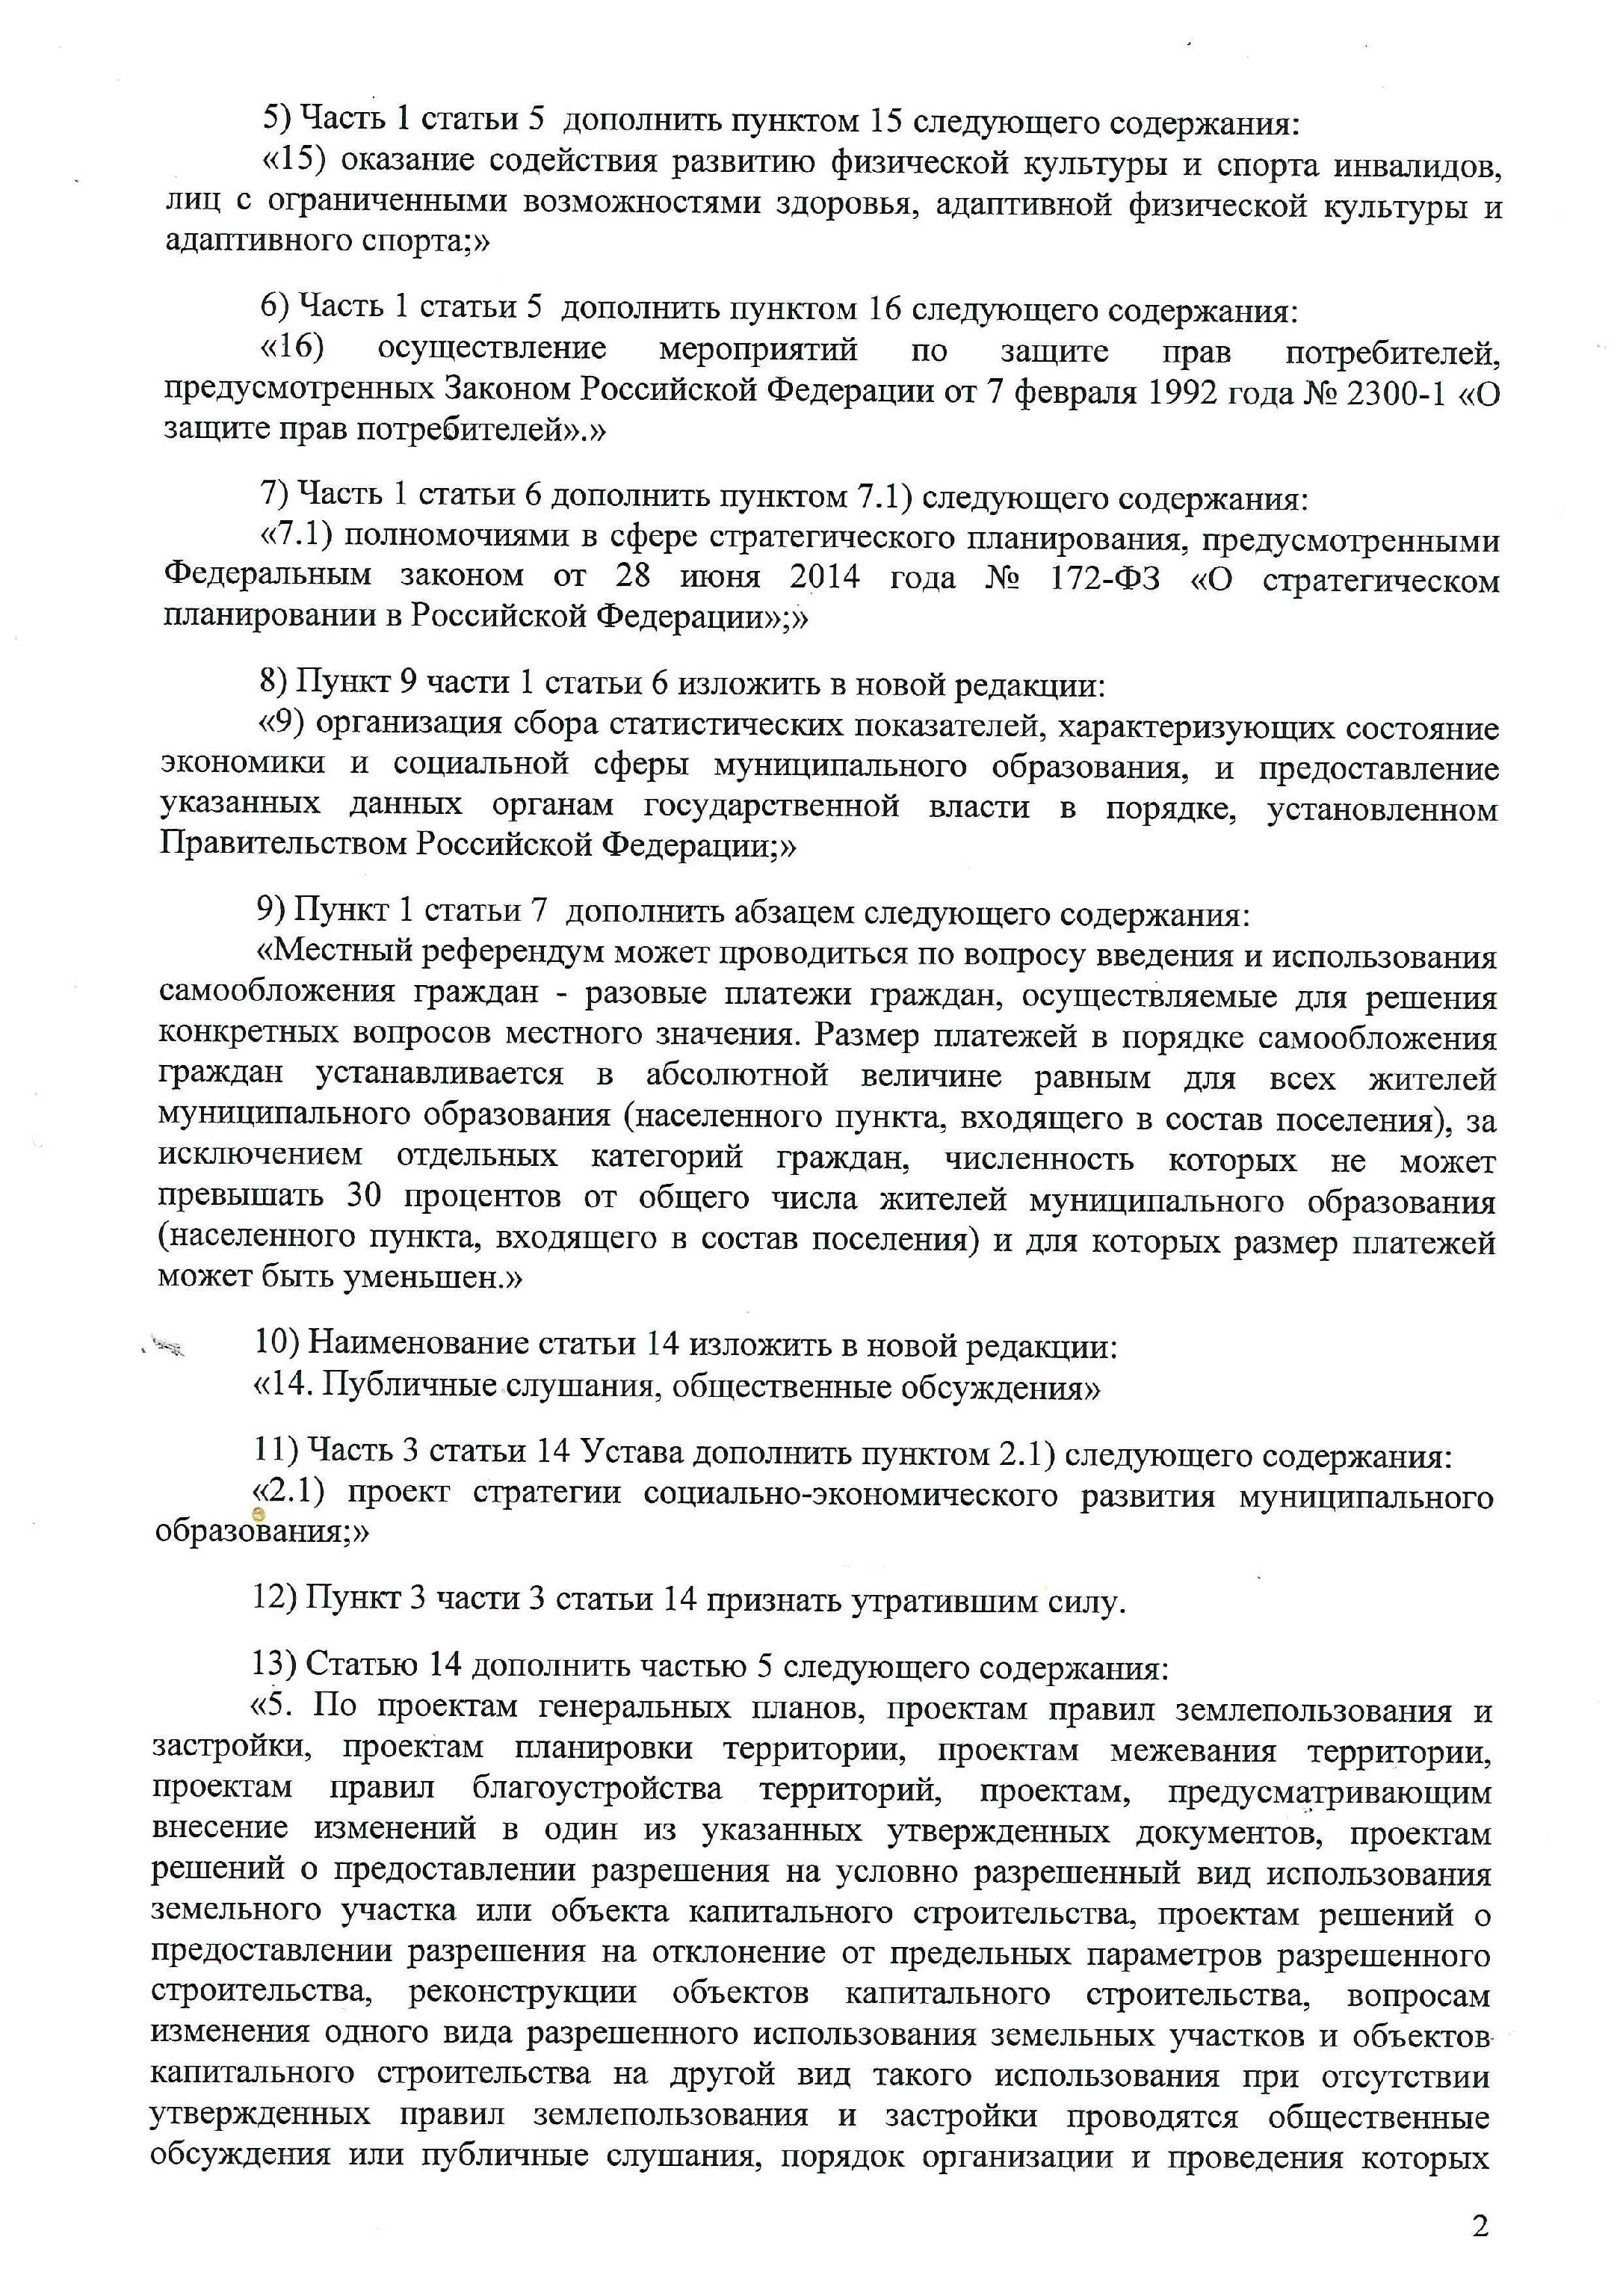 5) Часть 1 статьи 5 дополнить пунктом 15 следующего содержания:
«15) оказание содействия развитию физической культуры и спорта инвалидов,
лиц с ограниченными возможностями здоровья, адаптивной физической культуры и
адаптивного спорта;»
6) Часть 1 статьи 5 дополнить пунктом 16 следующего содержания:
«16) осуществление мероприятий по защите прав потребителей,
предусмотренных Законом Российской Федерации от 7 февраля 1992 года № 2300-1 «О
защите прав потребителей».»
7) Часть 1 статьи 6 дополнить пунктом 7.1) следующего содержания:
«7.1) полномочиями в сфере стратегического планирования, предусмотренными
Федеральным законом от 28 июня 2014 года № 172-ФЗ «О стратегическом
планировании в Российской Федерации»;»
8) Пункт 9 части 1 статьи 6 изложить в новой редакции:
«9) организация сбора статистических показателей, характеризующих состояние
экономики и социальной сферы муниципального образования, и предоставление
указанных данных органам государственной власти в порядке, установленном
Правительством Российской Федерации;»
9) Пункт 1 статьи 7 дополнить абзацем следующего содержания:
«Местный референдум может проводиться по вопросу введения и использования
самообложения граждан - разовые платежи граждан, осуществляемые для решения
конкретных вопросов местного значения. Размер платежей в порядке самообложения
граждан устанавливается в абсолютной величине равным для всех жителей
муниципального образования (населенного пункта, входящего в состав поселения), за
исключением отдельных категорий граждан, численность которых не может
превышать 30 процентов от общего числа жителей муниципального образования
(населенного пункта, входящего в состав поселения) и для которых размер платежей
может быть уменьшен.»
10) Наименование статьи 14 изложить в новой редакции:
«14. Публичные слушания, общественные обсуждения»
11) Часть 3 статьи 14 Устава дополнить пунктом 2.1) следующего содержания:
«2.1) проект стратегии социально-экономического развития муниципального
образования;»
12) Пункт 3 части 3 статьи 14 признать утратившим силу.
13) Статью 14 дополнить частью 5 следующего содержания:
«5. По проектам генеральных планов, проектам правил землепользования и
застройки, проектам планировки территории, проектам межевания территории,
проектам правил благоустройства территорий, проектам, предусматривающим
внесение изменений в один из указанных утвержденных документов, проектам
решений о предоставлении разрешения на условно разрешенный вид использования
земельного участка или объекта капитального строительства, проектам решений о
предоставлении разрешения на отклонение от предельных параметров разрешенного
строительства, реконструкции объектов капитального строительства, вопросам
изменения одного вида разрешенного использования земельных участков и объектов
капитального строительства на другой вид такого использования при отсутствии
утвержденных правил землепользования и застройки проводятся общественные
обсуждения или публичные слушания, порядок организации и проведения которых
2